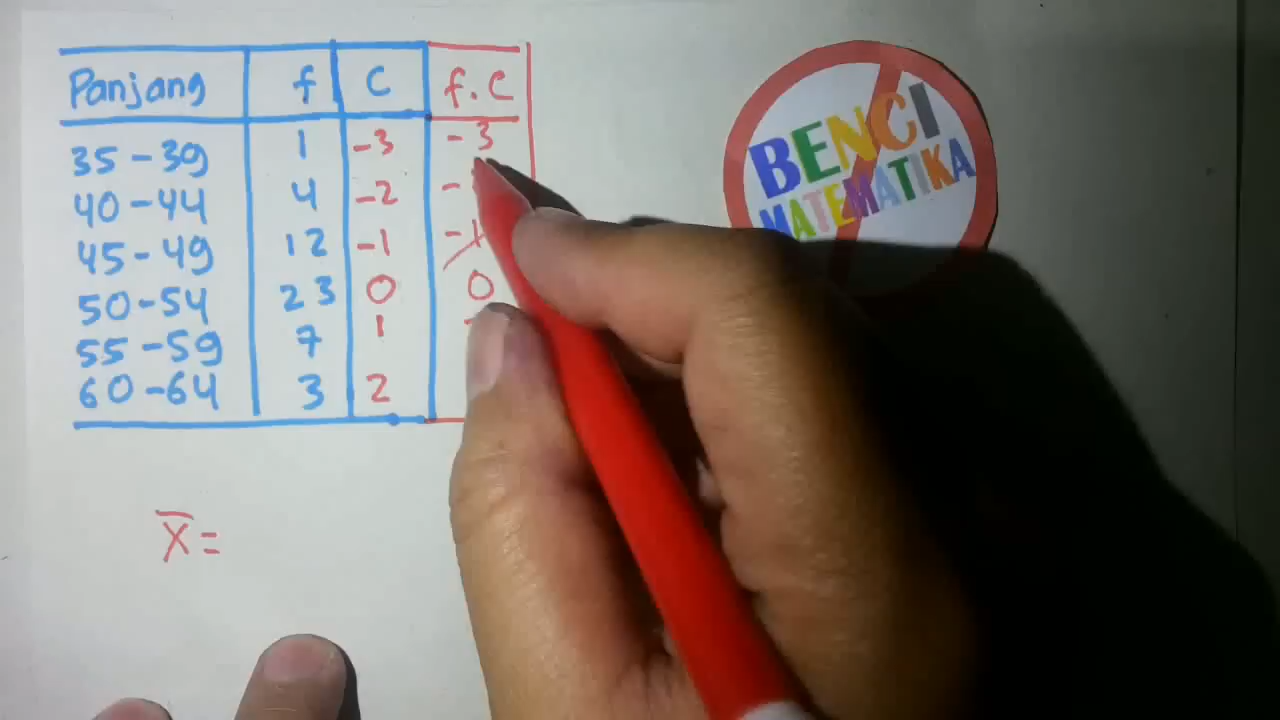 Panjang f C f.C
35-39 1 -3 -3
40-44 4 -2 -
45-49 12 -1 -1
50-54 23 0 0
55-59 7 1
60-64 3 2
X̅=
BENCI
MATEMATIKA